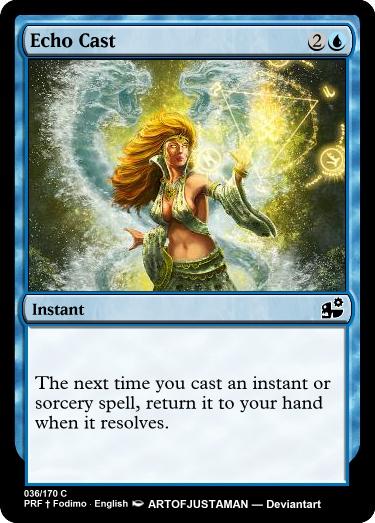 Echo Cast 2
Instant
The next time you cast an instant or
sorcery spell, return it to your hand
when it resolves.
036/170 C
PRF † Fodimo · English ARTOFJUSTAMAN — Deviantart